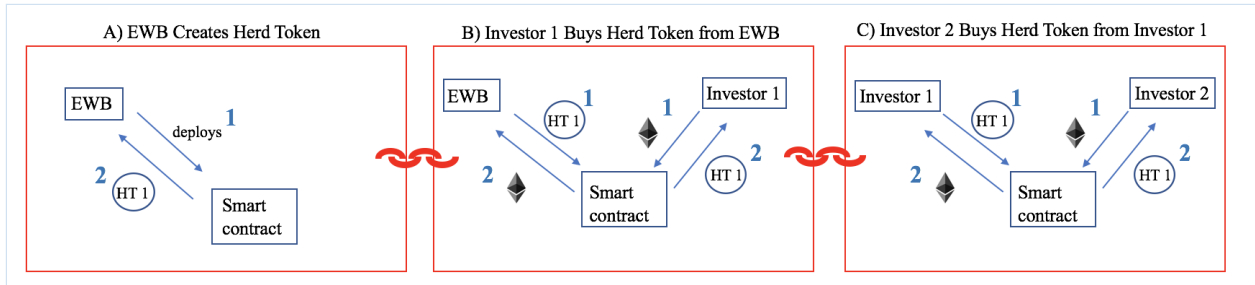 A) EWB Creates Herd Token
EWB
1
deploys
2
HT 1
Smart
contract
B) Investor 1 Buys Herd Token from EWB
EWB
1
HT 1
1
Investor 1
2
2
HT 1
Smart
contract
C) Investor 2 Buys Herd Token from Investor 1
Investor 1
1
HT 1
1
Investor 2
2
2
HT 1
Smart
contract